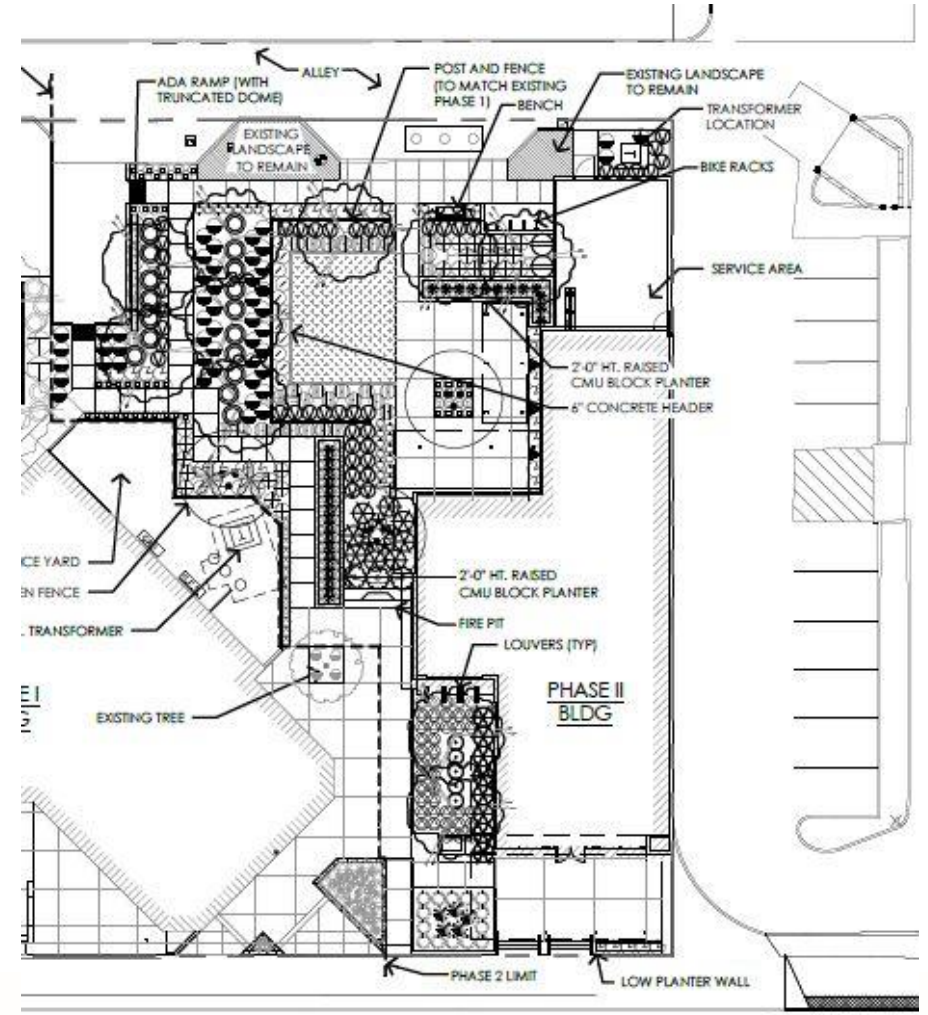 ALLEY
ADA RAMP (WITH
TRUNCATED DOME)
POST AND FENCE
(TO MATCH EXISTING
PHASE 1)
BENCH
EXISTING LANDSCAPE
TO REMAIN
TRANSFORMER
LOCATION
EXISTING
LANDSCAPE
TO REMAIN
BIKE RACKS
SERVICE AREA
2'-0" HT. RAISED
CMU BLOCK PLANTER
6" CONCRETE HEADER
CE YARD
EN FENCE
. TRANSFORMER
2'-0" HT. RAISED
CMU BLOCK PLANTER
FIRE PIT
LOUVERS (TYP)
E I
G
PHASE II
BLDG
EXISTING TREE
PHASE 2 LIMIT
LOW PLANTER WALL